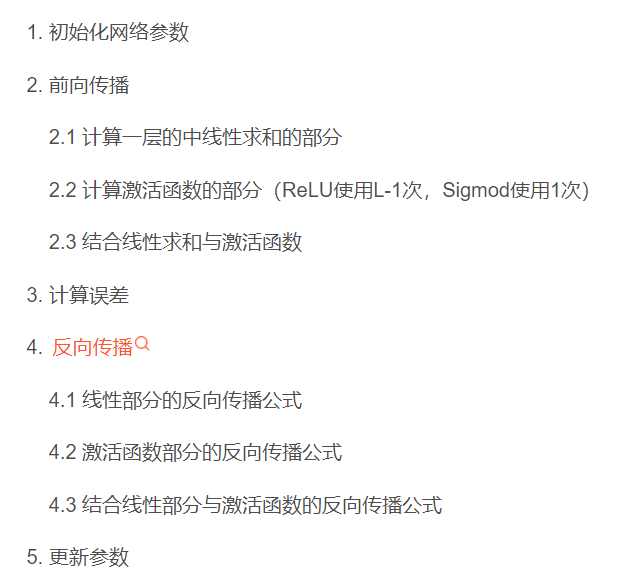 1. 初始化网络参数
2. 前向传播
2.1 计算一层的中线性求和的部分
2.2 计算激活函数的部分（ReLU使用L-1次，Sigmod使用1次）
2.3 结合线性求和与激活函数
3. 计算误差
4. 反向传播
4.1 线性部分的反向传播公式
4.2 激活函数部分的反向传播公式
4.3 结合线性部分与激活函数的反向传播公式
5. 更新参数